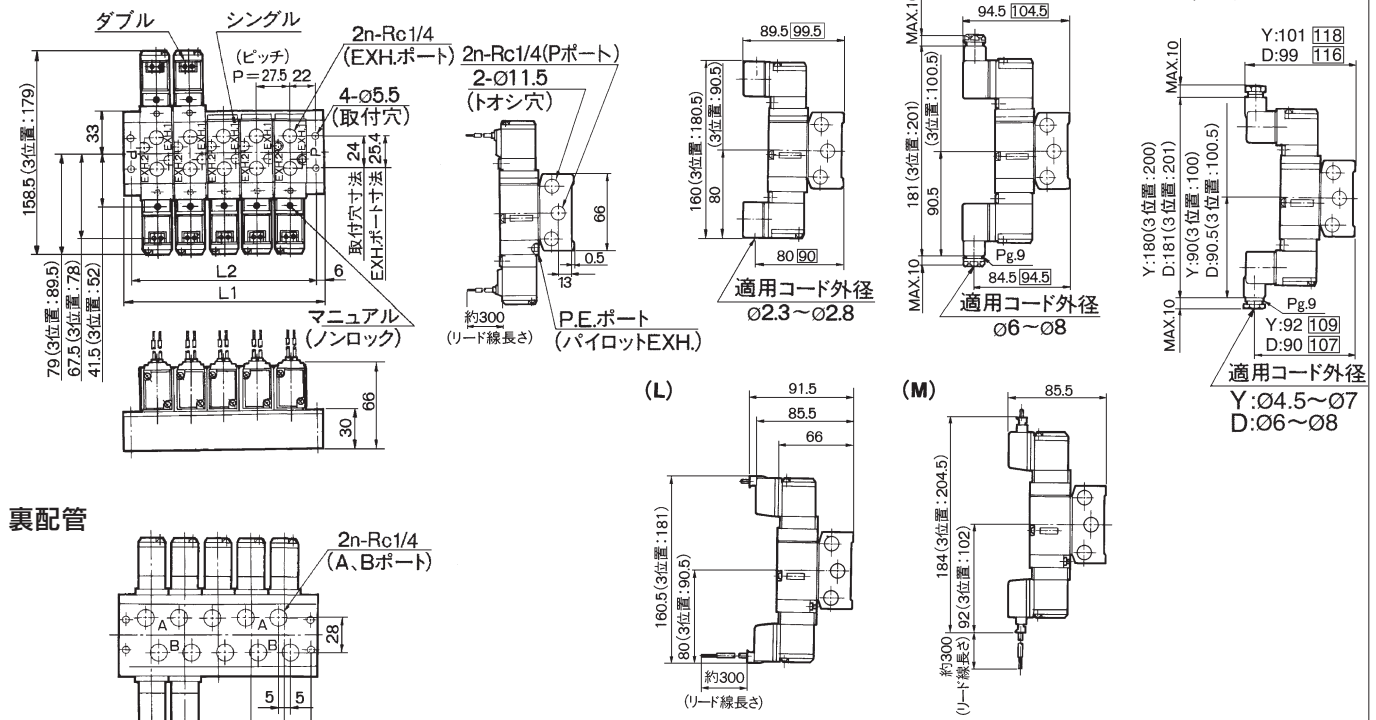 ダブル
シングル
(ピッチ)
P=27.5
22
2n-Rc1/4
(EXH.ポート)
4-Ø5.5
(取付穴)
158.5(3位置:179)
33
EXH1
EXH2
P
24
25.4
取付穴寸法
EXH.ポート寸法
L2
6
L1
79(3位置:89.5)
67.5(3位置:78)
41.5(3位置:52)
マニュアル
(ノンロック)
30
66
2n-Rc1/4(Pポート)
2-Ø11.5
(トオシ穴)
66
0.5
13
約300
(リード線長さ)
P.E.ポート
(パイロットEXH.)
89.5 99.5
160(3位置:180.5)
(3位置:90.5)
80
80 90
適用コード外径
Ø2.3~Ø2.8
94.5 104.5
MAX.10
181(3位置:201)
(3位置:100.5)
90.5
MAX.10
Pg.9
84.5 94.5
適用コード外径
Ø6~Ø8
Y:101 118
D:99 116
MAX.10
Y:180(3位置:200)
D:181(3位置:201)
Y:90(3位置:100)
D:90.5(3位置:100.5)
MAX.10
Pg.9
Y:92 109
D:90 107
適用コード外径
Y:Ø4.5~Ø7
D:Ø6~Ø8
(L)
91.5
85.5
66
160.5(3位置:181)
80(3位置:90.5)
約300
(リード線長さ)
(M)
85.5
184(3位置:204.5)
92(3位置:102)
約300
(リード線長さ)
裏配管
2n-Rc1/4
(A、Bポート)
A
A
B
B
28
5
5